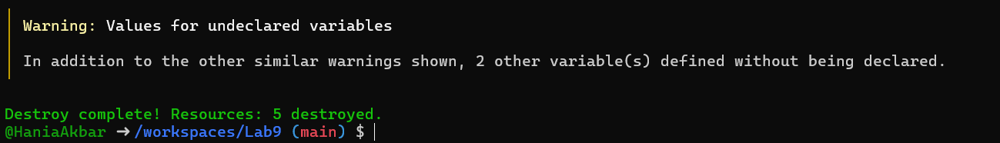 Warning: Values for undeclared variables
In addition to the other similar warnings shown, 2 other variable(s) defined without being declared.
Destroy complete! Resources: 5 destroyed.
@HaniaAkbar ➜ /workspaces/Lab9 (main) $